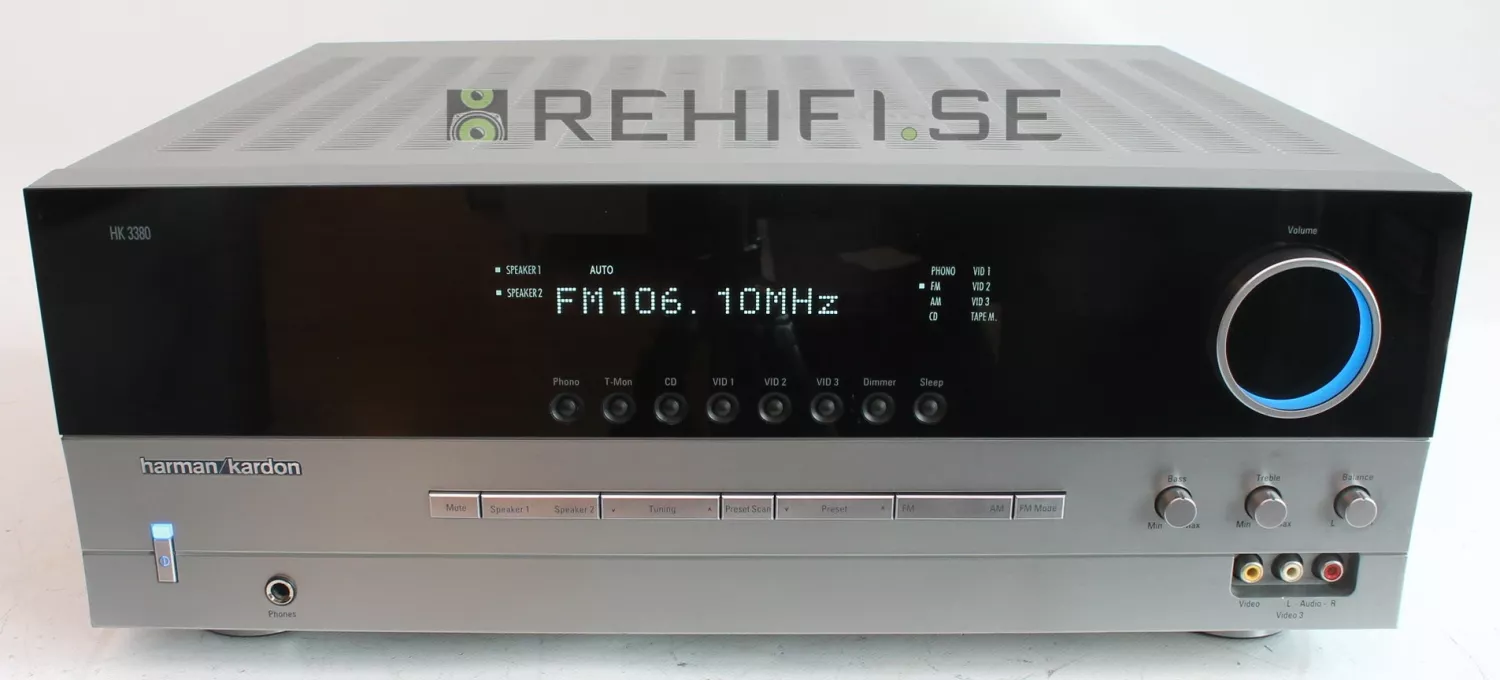 REHIFI.SE
HK 3380
Volume
SPEAKER 1
AUTO
PHONO VID 1
SPEAKER 2
FM106.10MHz
FM VID 2
AM VID 3
CD TAPE M.
Phono T-Mon CD VID 1 VID 2 VID 3 Dimmer Sleep
harman/kardon
Bass Treble Balance
Mute Speaker 1 Speaker 2 Tuning Preset Scan Preset FM AM FM Mode
Min Max Min Max L
Phones
Video L Audio - R
Video 3